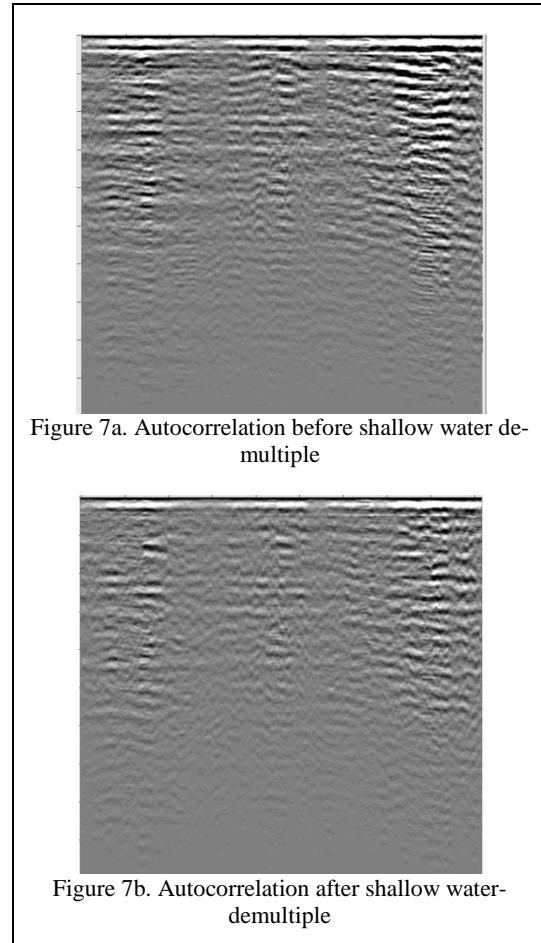 Figure 7a. Autocorrelation before shallow water de-
multiple
Figure 7b. Autocorrelation after shallow water-
demultiple